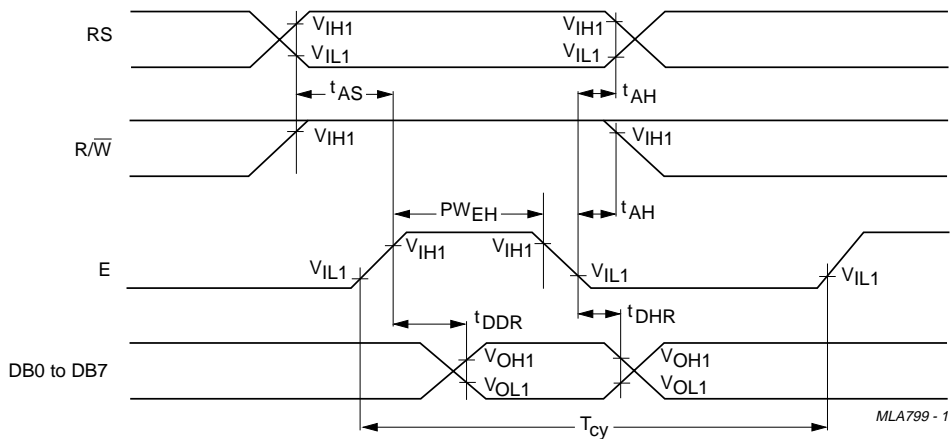 RS
VIH1
VIL1
VIH1
VIL1
tAS
tAH
R/W̅
VIH1
VIH1
tAH
PWEH
E
VIL1
VIH1
VIH1
VIL1
VIL1
tDDR
tDHR
DB0 to DB7
VOH1
VOL1
VOH1
VOL1
Tcy
MLA799 - 1